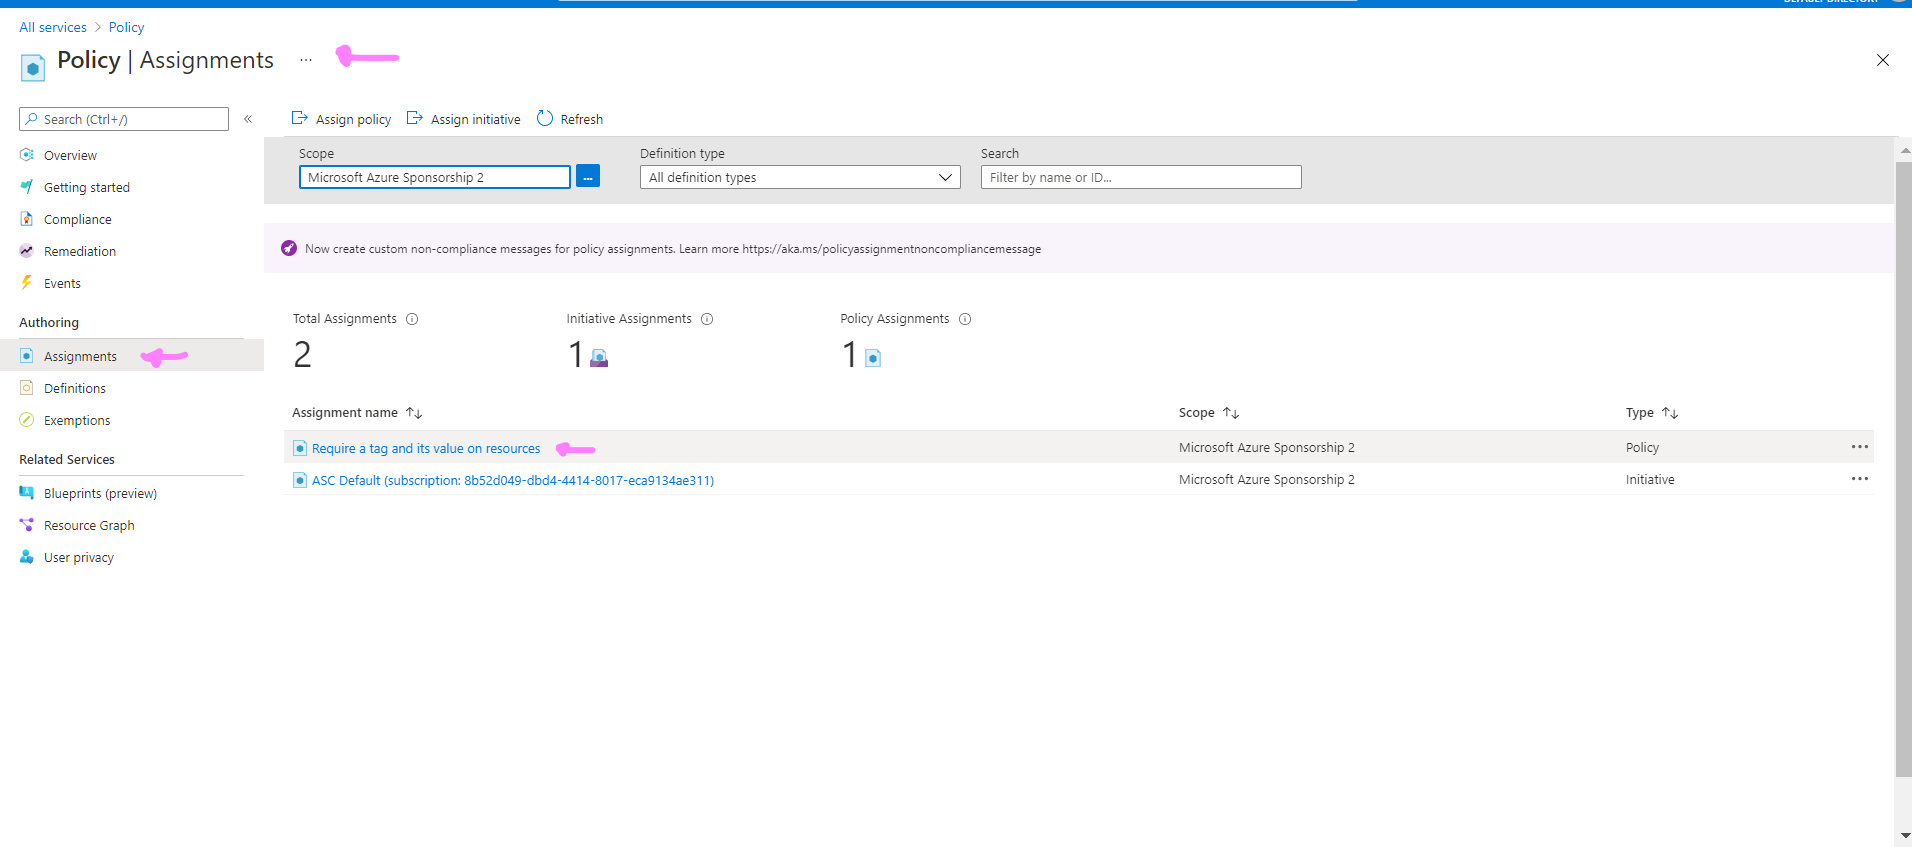 DEFAULT DIRECTORY
All services > Policy
Policy | Assignments ...
Search (Ctrl+/) «
Assign policy Assign initiative Refresh
Overview
Getting started
Compliance
Remediation
Events
Authoring
Assignments
Definitions
Exemptions
Related Services
Blueprints (preview)
Resource Graph
User privacy
Scope Definition type Search
Microsoft Azure Sponsorship 2 ... All definition types Filter by name or ID...
Now create custom non-compliance messages for policy assignments. Learn more https://aka.ms/policyassignmentnoncompliancemessage
Total Assignments Initiative Assignments Policy Assignments
2 1 1
Assignment name ↑↓ Scope ↑↓ Type ↑↓
Require a tag and its value on resources Microsoft Azure Sponsorship 2 Policy ...
ASC Default (subscription: 8b52d049-dbd4-4414-8017-eca9134ae311) Microsoft Azure Sponsorship 2 Initiative ...